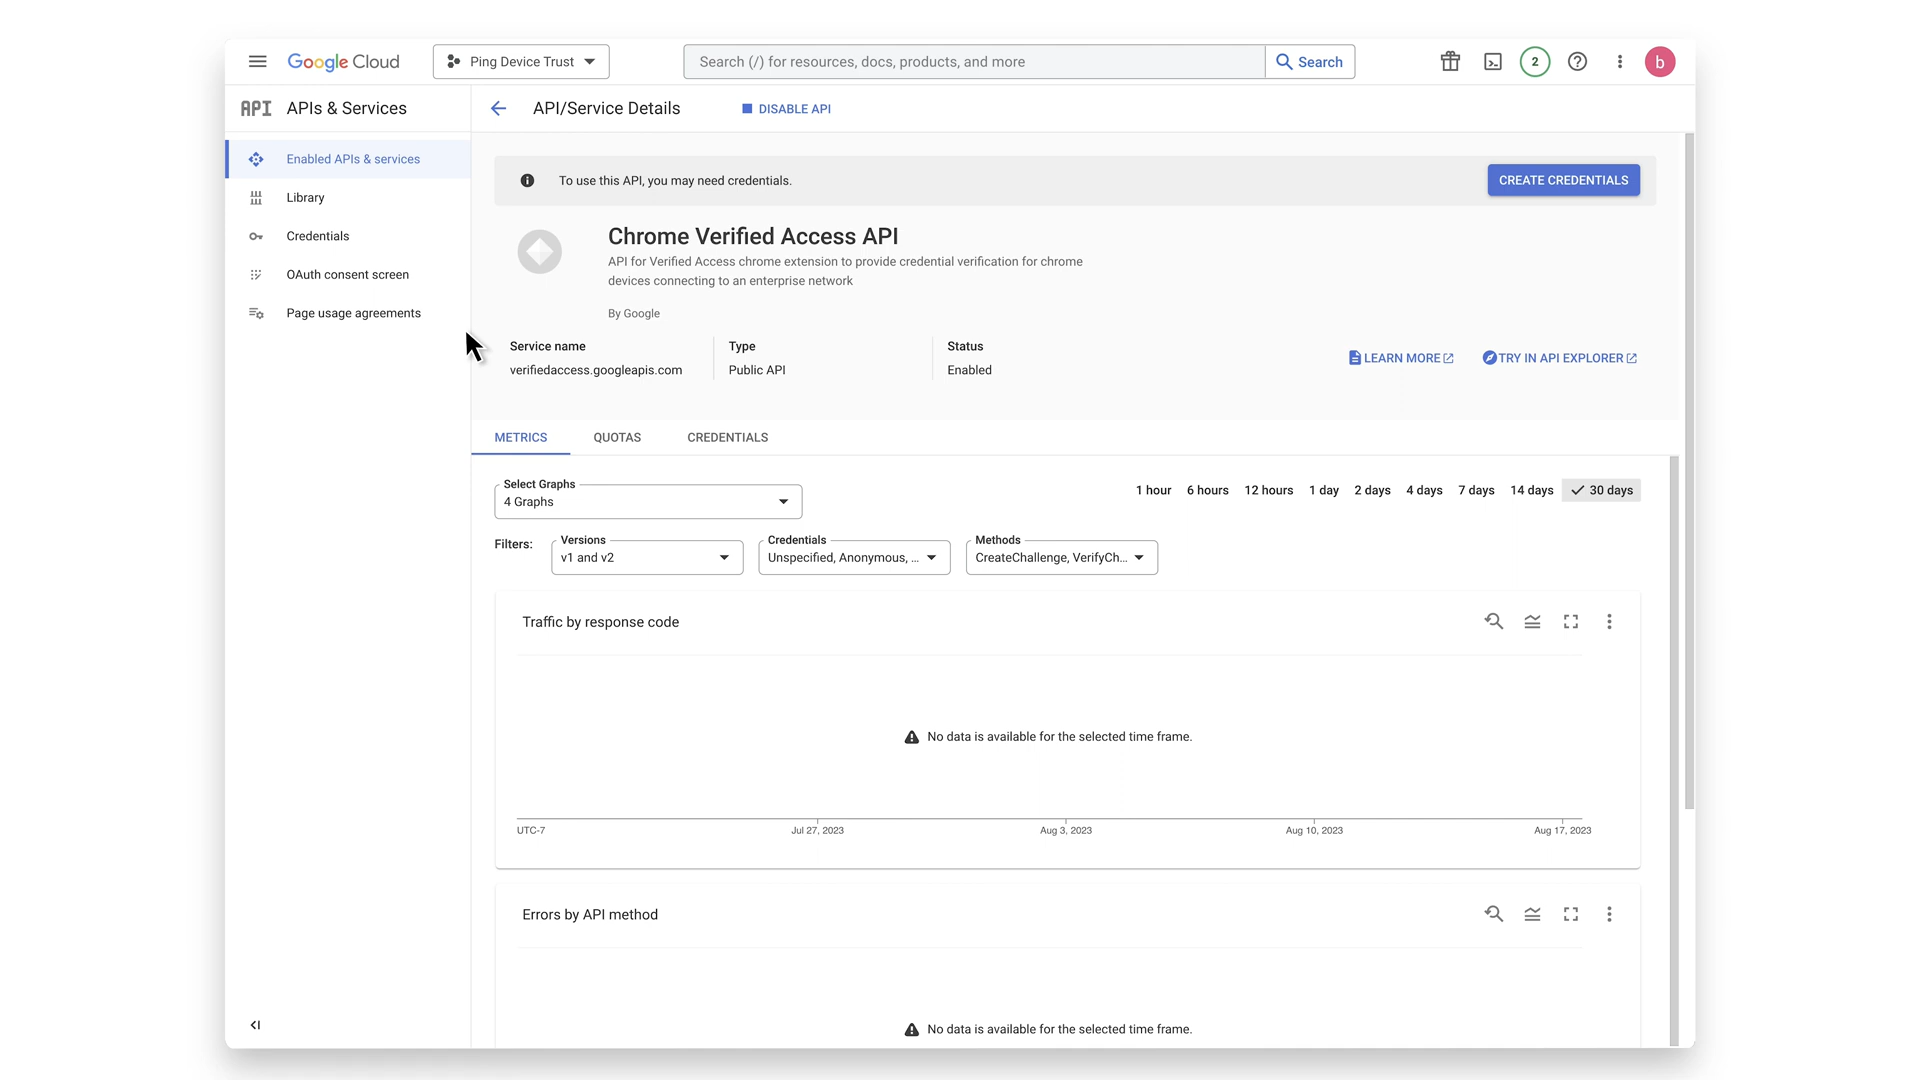 Google Cloud
Ping Device Trust
Search (/) for resources, docs, products, and more
Search
2
b
API APIs & Services
API/Service Details
DISABLE API
Enabled APIs & services
Library
Credentials
OAuth consent screen
Page usage agreements
To use this API, you may need credentials.
CREATE CREDENTIALS
Chrome Verified Access API
API for Verified Access chrome extension to provide credential verification for chrome
devices connecting to an enterprise network
By Google
Service name
verifiedaccess.googleapis.com
Type
Public API
Status
Enabled
LEARN MORE
TRY IN API EXPLORER
METRICS QUOTAS CREDENTIALS
Select Graphs
4 Graphs
1 hour 6 hours 12 hours 1 day 2 days 4 days 7 days 14 days 30 days
Filters:
Versions
v1 and v2
Credentials
Unspecified, Anonymous, ...
Methods
CreateChallenge, VerifyCh...
Traffic by response code
No data is available for the selected time frame.
UTC-7 Jul 27, 2023 Aug 3, 2023 Aug 10, 2023 Aug 17, 2023
Errors by API method
No data is available for the selected time frame.